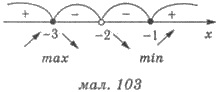 + - - +
-3 -2 -1 x
max min
мал. 103